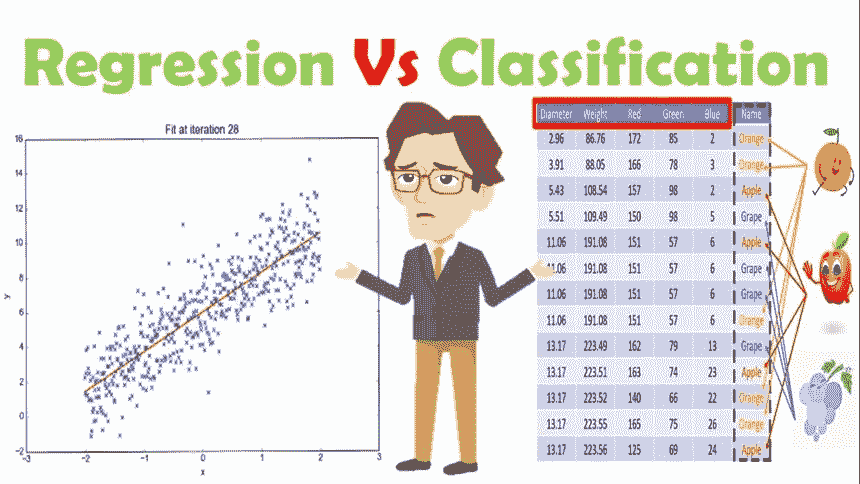 Regression Vs Classification
Fit at iteration 28
16
14
12
10
8
6
4
2
0
-2
y
-3 -1 -1 0 1 2 3
x
Diameter Weight Red Green Blue Name
2.96 86.76 172 85 2 Orange
3.91 88.05 166 78 3 Orange
5.43 108.54 157 98 2 Apple
5.51 109.49 150 98 5 Grape
11.06 191.08 151 57 6 Apple
11.06 191.08 151 57 6 Grape
11.06 191.08 151 57 6 Grape
11.06 191.08 151 57 6 Orange
13.17 223.49 162 79 13 Grape
13.17 223.51 163 74 23 Apple
13.17 223.52 140 66 22 Orange
13.17 223.55 165 75 26 Orange
13.17 223.56 125 69 24 Apple